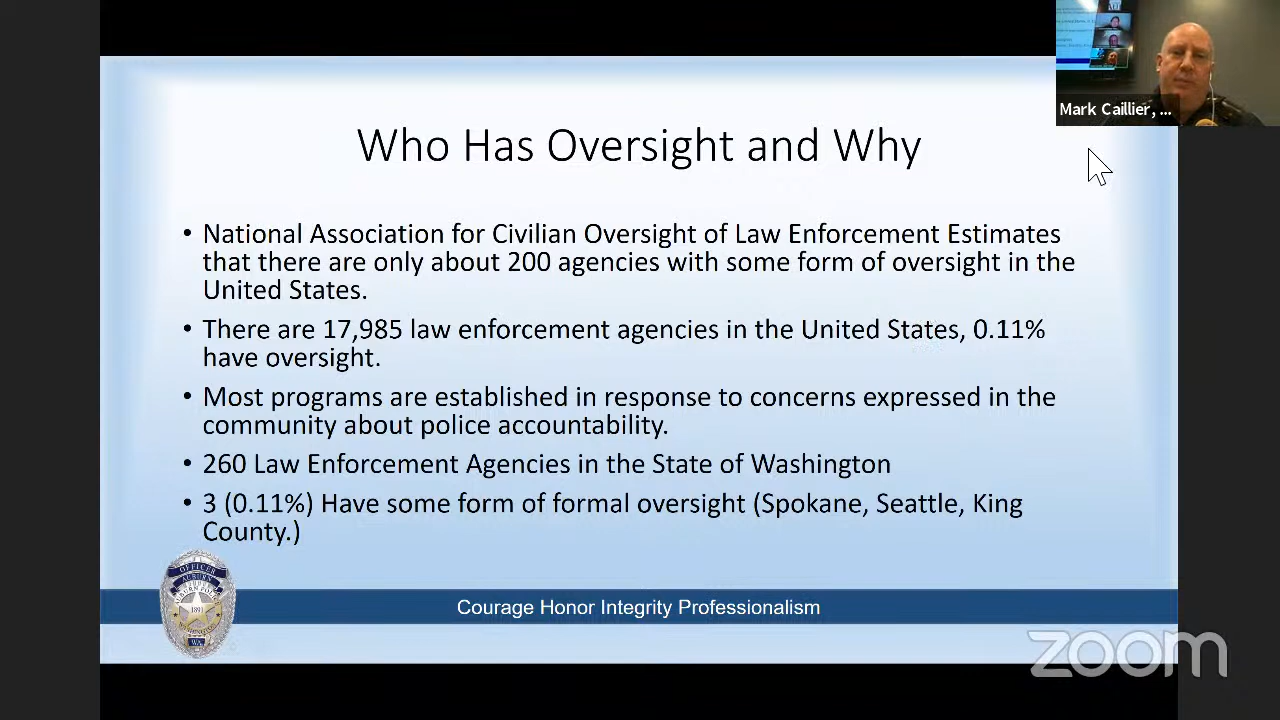 Mark Caillier, ...
Who Has Oversight and Why
• National Association for Civilian Oversight of Law Enforcement Estimates
that there are only about 200 agencies with some form of oversight in the
United States.
• There are 17,985 law enforcement agencies in the United States, 0.11%
have oversight.
• Most programs are established in response to concerns expressed in the
community about police accountability.
• 260 Law Enforcement Agencies in the State of Washington
• 3 (0.11%) Have some form of formal oversight (Spokane, Seattle, King
County.)
OFFICER
AUBURN
1891
WA
Courage Honor Integrity Professionalism
zoom